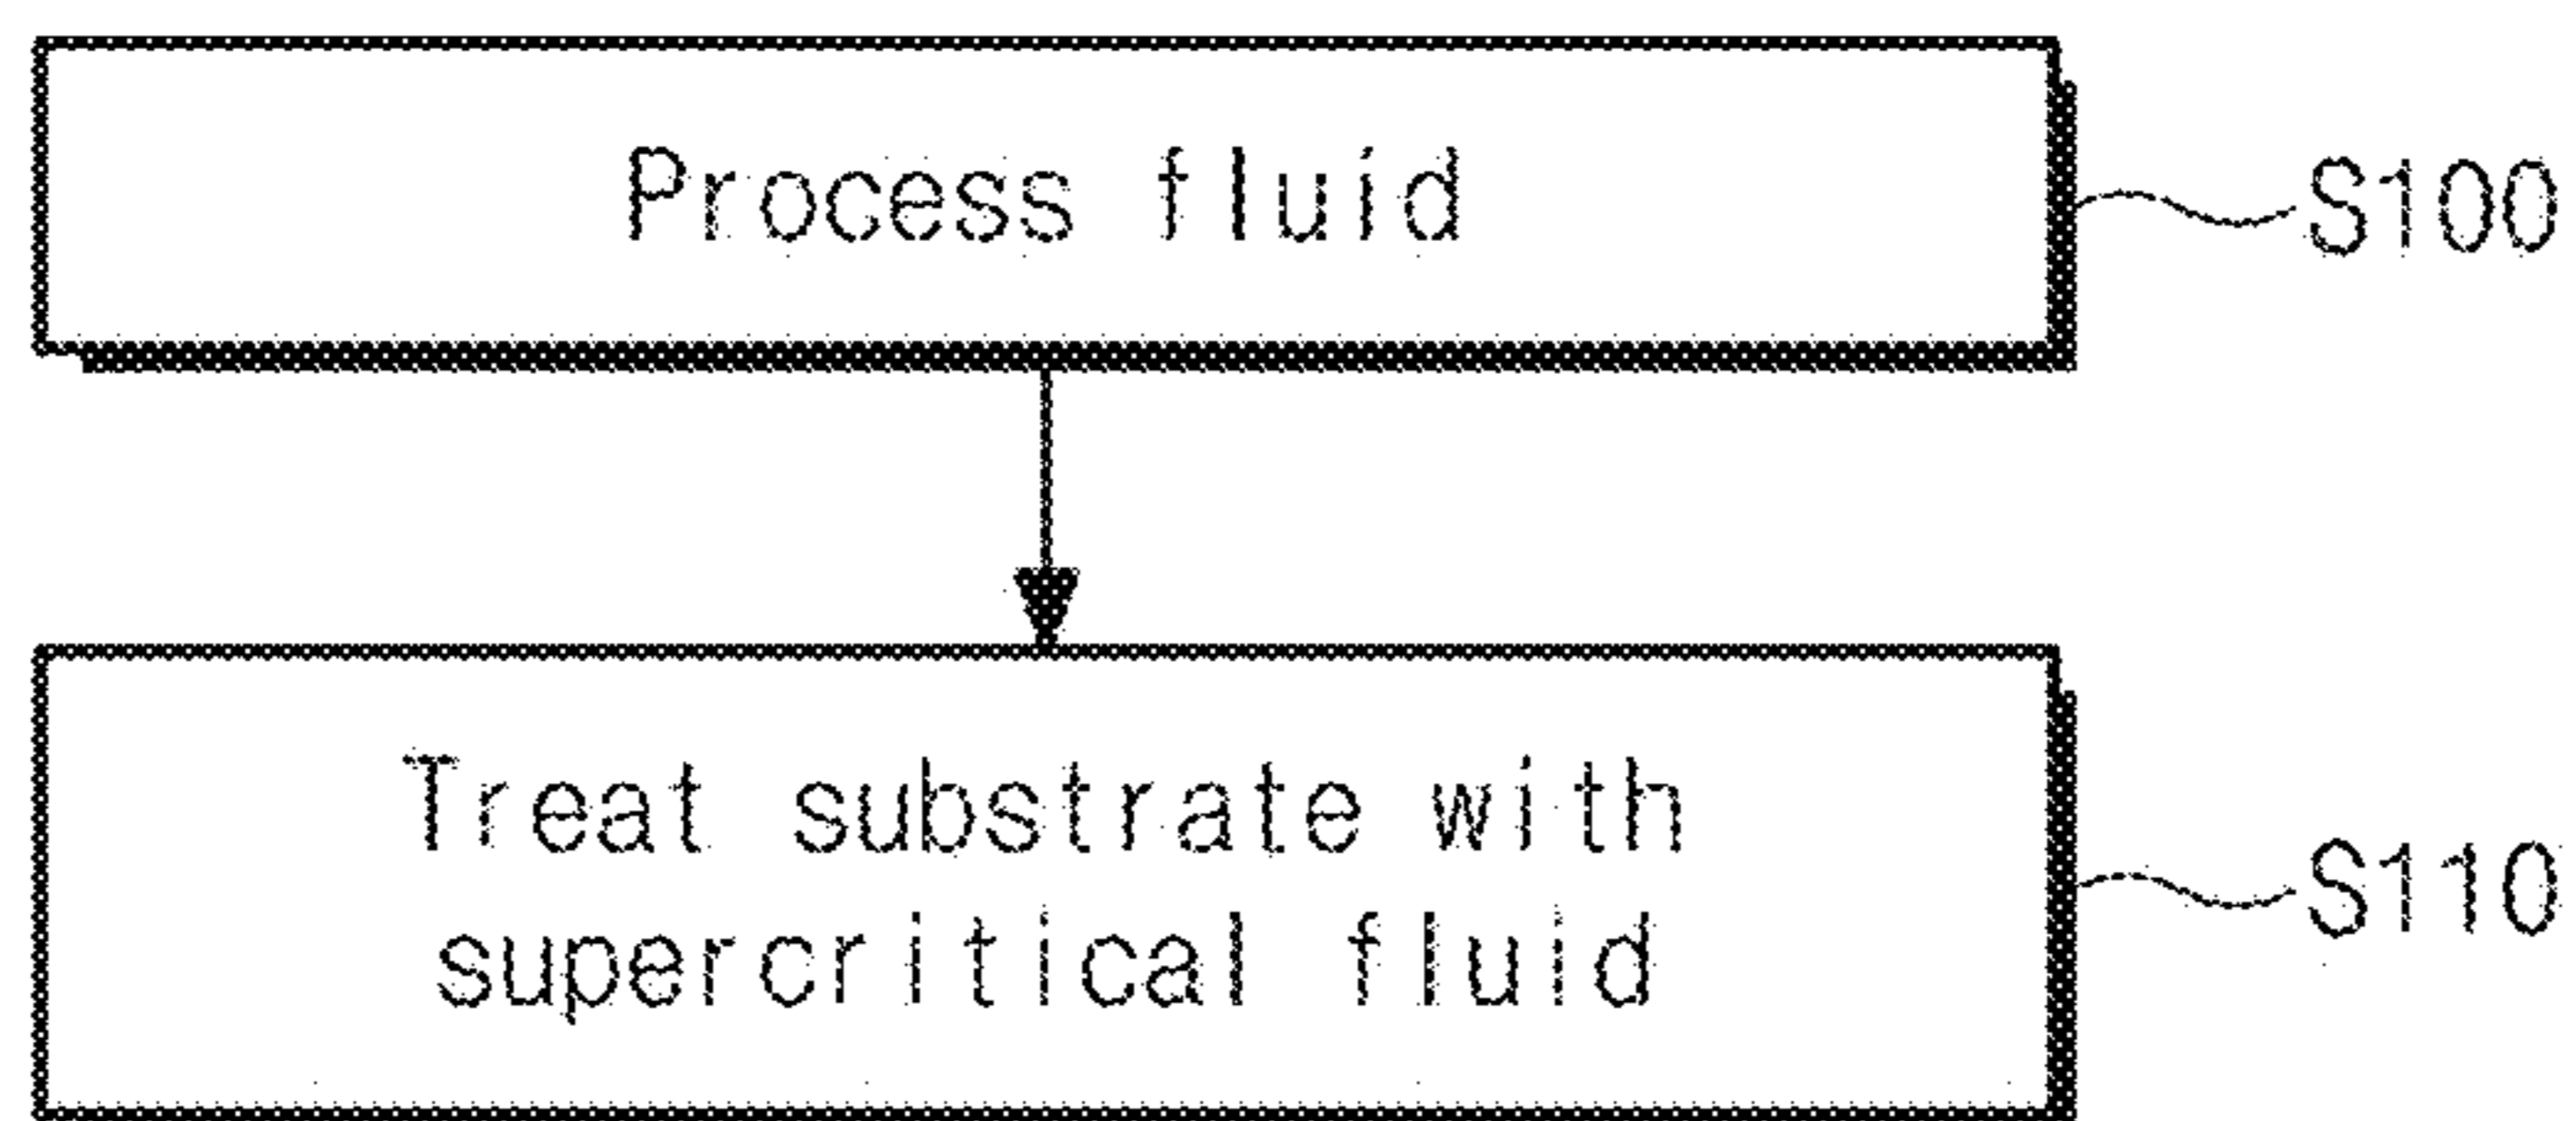 Process fluid
S100
Treat substrate with
supercritical fluid
S110